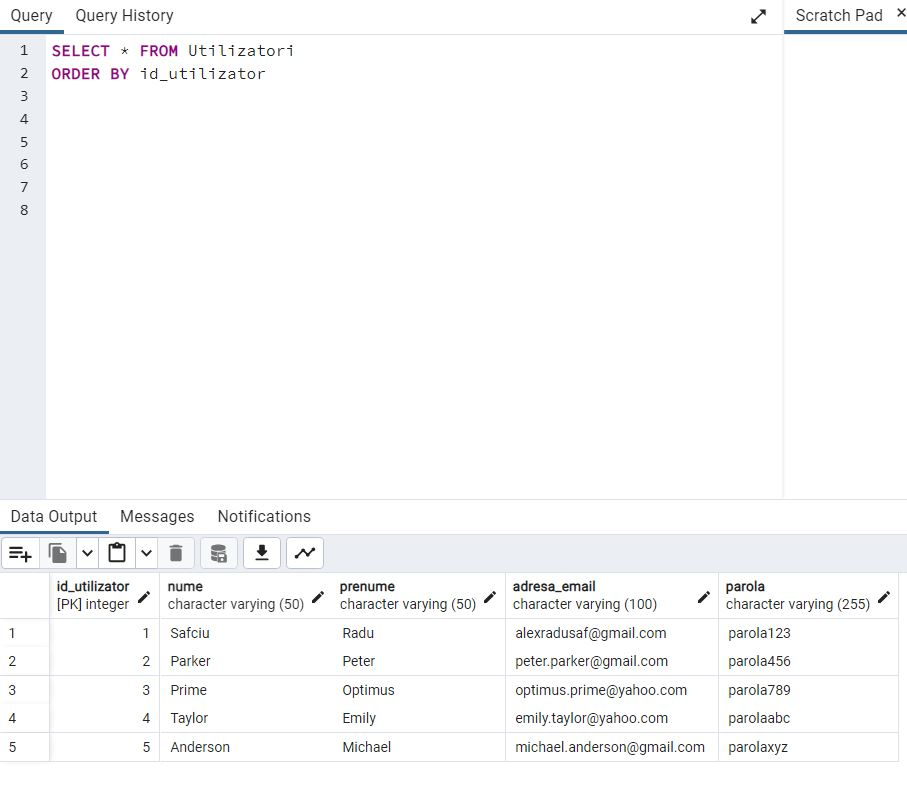 Query Query History Scratch Pad ×
1 SELECT * FROM Utilizatori
2 ORDER BY id_utilizator
3
4
5
6
7
8
Data Output Messages Notifications
id_utilizator nume prenume adresa_email parola
[PK] integer character varying (50) character varying (50) character varying (100) character varying (255)
1 1 Safciu Radu alexradusaf@gmail.com parola123
2 2 Parker Peter peter.parker@gmail.com parola456
3 3 Prime Optimus optimus.prime@yahoo.com parola789
4 4 Taylor Emily emily.taylor@yahoo.com parolaabc
5 5 Anderson Michael michael.anderson@gmail.com parolaxyz